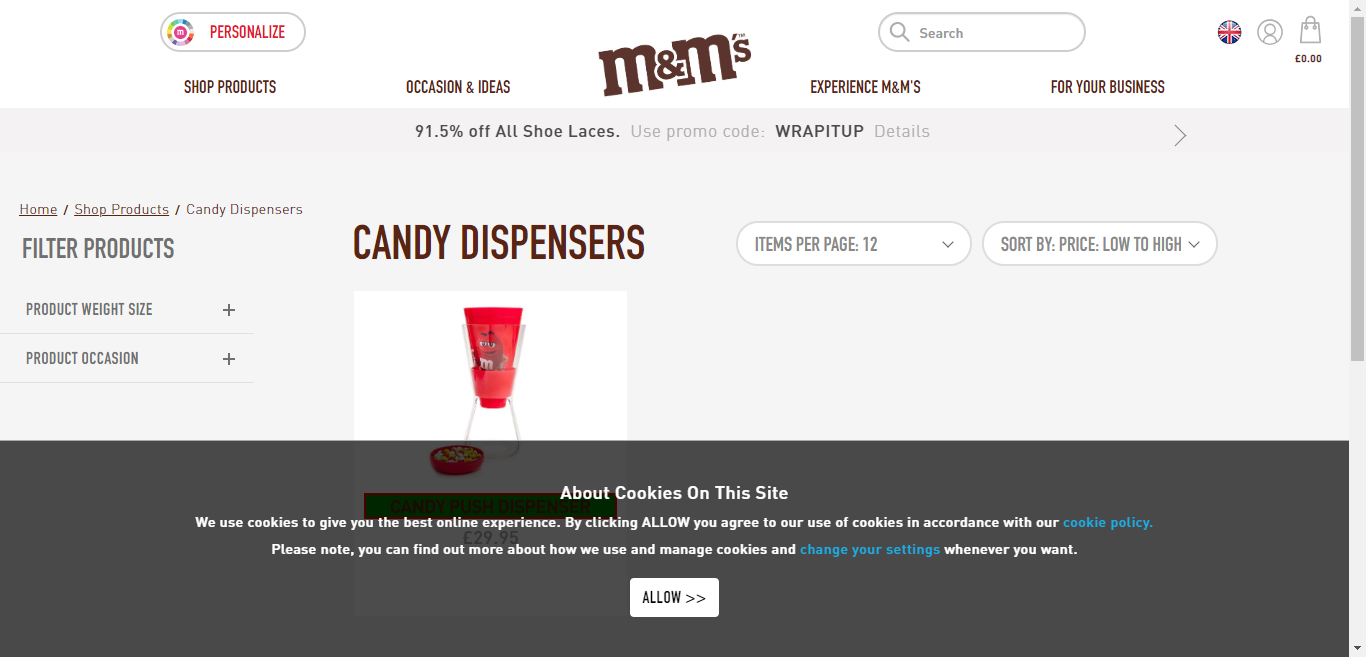 PERSONALIZE
m&m's™
Search
£0.00
SHOP PRODUCTS
OCCASION & IDEAS
EXPERIENCE M&M'S
FOR YOUR BUSINESS
91.5% off All Shoe Laces. Use promo code: WRAPITUP Details
Home / Shop Products / Candy Dispensers
FILTER PRODUCTS
PRODUCT WEIGHT SIZE +
PRODUCT OCCASION +
CANDY DISPENSERS
ITEMS PER PAGE: 12
SORT BY: PRICE: LOW TO HIGH
m
CANDY PUSH DISPENSER
£29.95
About Cookies On This Site
We use cookies to give you the best online experience. By clicking ALLOW you agree to our use of cookies in accordance with our cookie policy.
Please note, you can find out more about how we use and manage cookies and change your settings whenever you want.
ALLOW >>